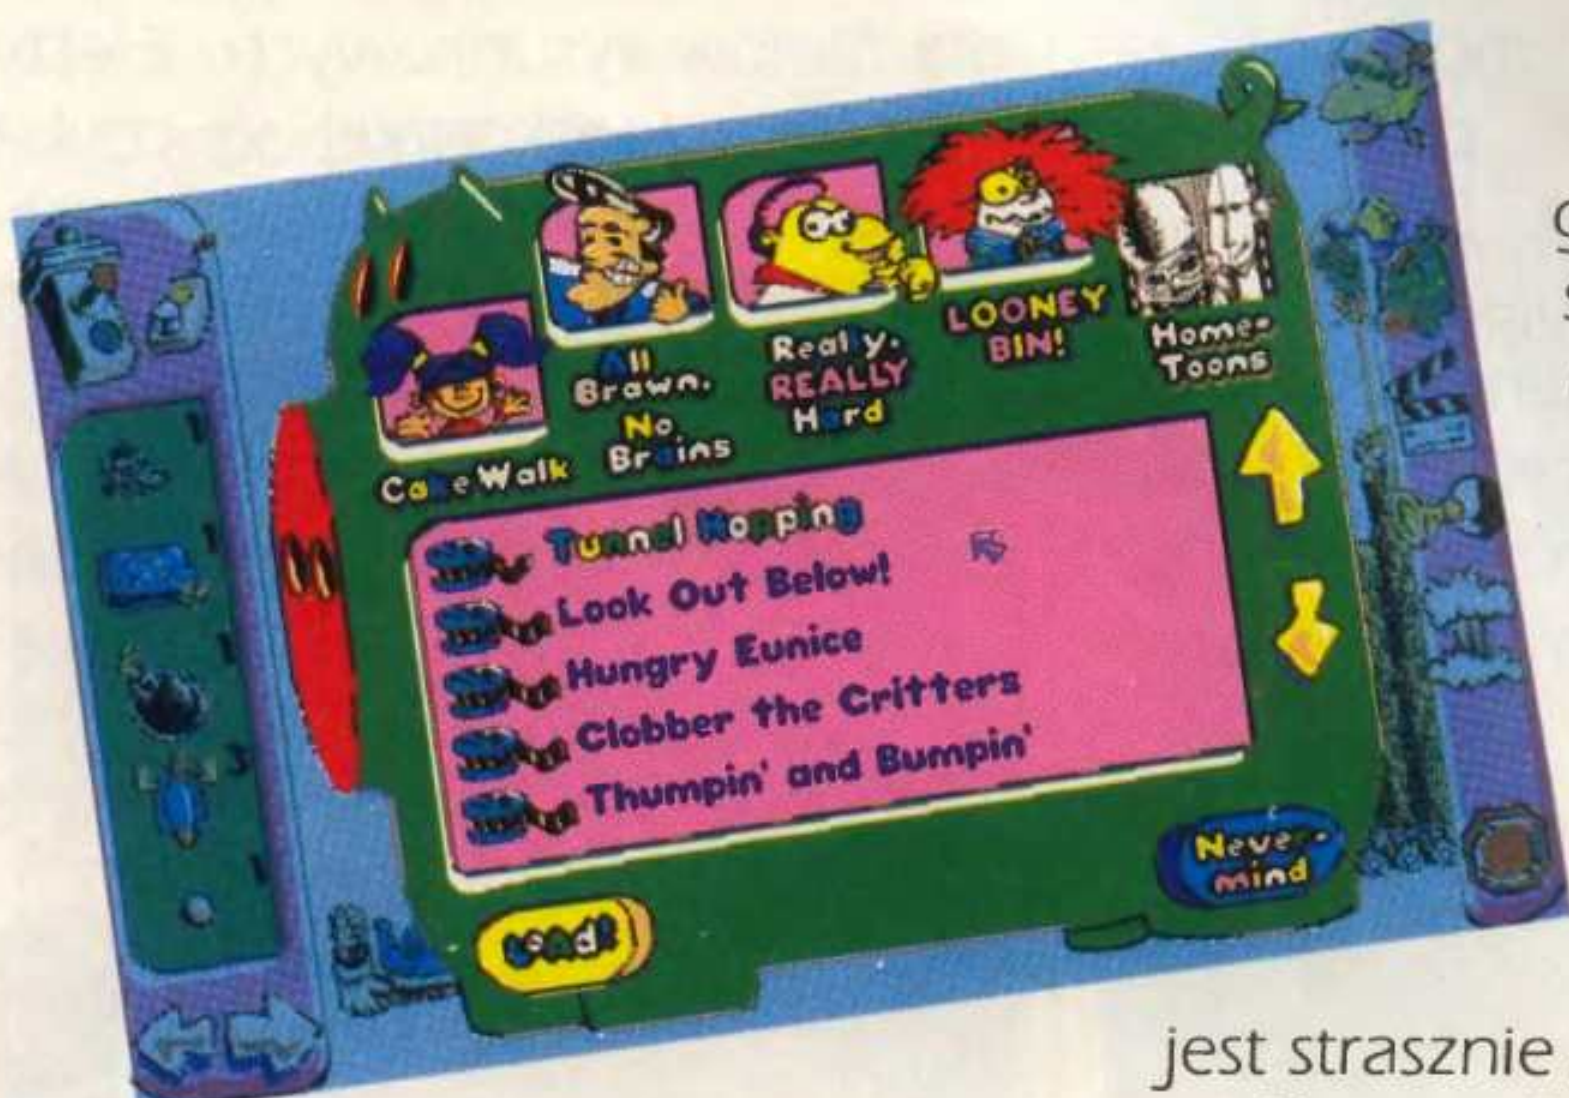 Cake Walk
All
Brawn.
No
Brains
Really.
REALLY
Hard
LOONEY
BIN!
Home-
Toons
Tunnel Hopping
Look Out Below!
Hungry Eunice
Clobber the Critters
Thumpin' and Bumpin'
Load!
Never-
mind
jest strasznie